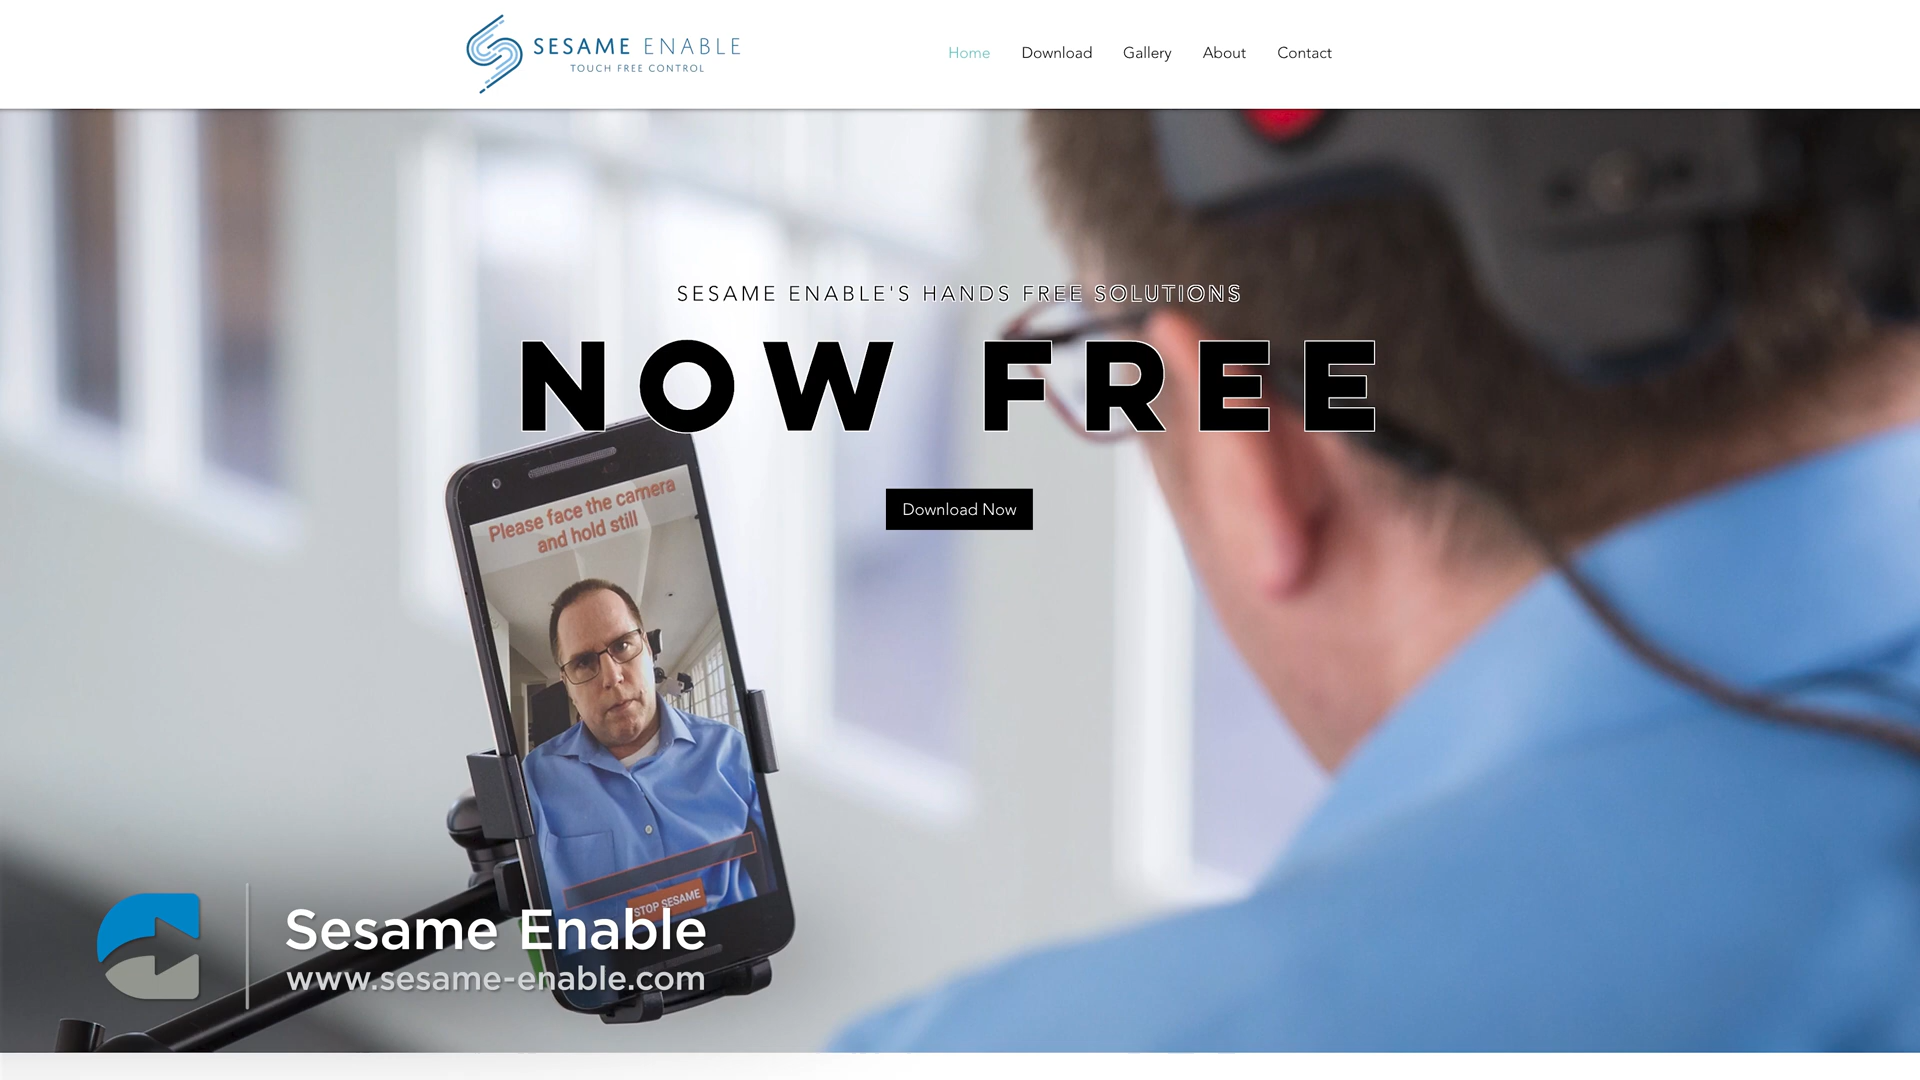 SESAME ENABLE
TOUCH FREE CONTROL
Home Download Gallery About Contact
SESAME ENABLE'S HANDS FREE SOLUTIONS
NOW FREE
Download Now
Please face the camera
and hold still
STOP SESAME
Sesame Enable
www.sesame-enable.com